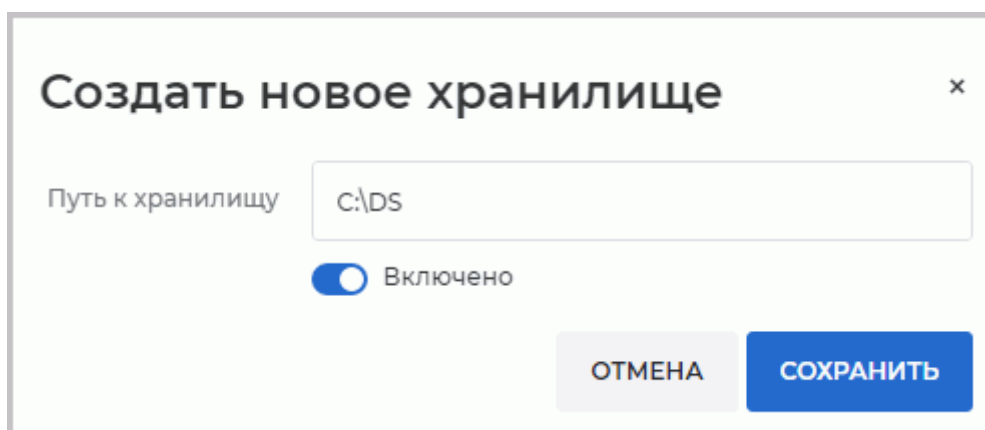 Создать новое хранилище
×
Путь к хранилищу
C:\DS
Включено
ОТМЕНА
СОХРАНИТЬ